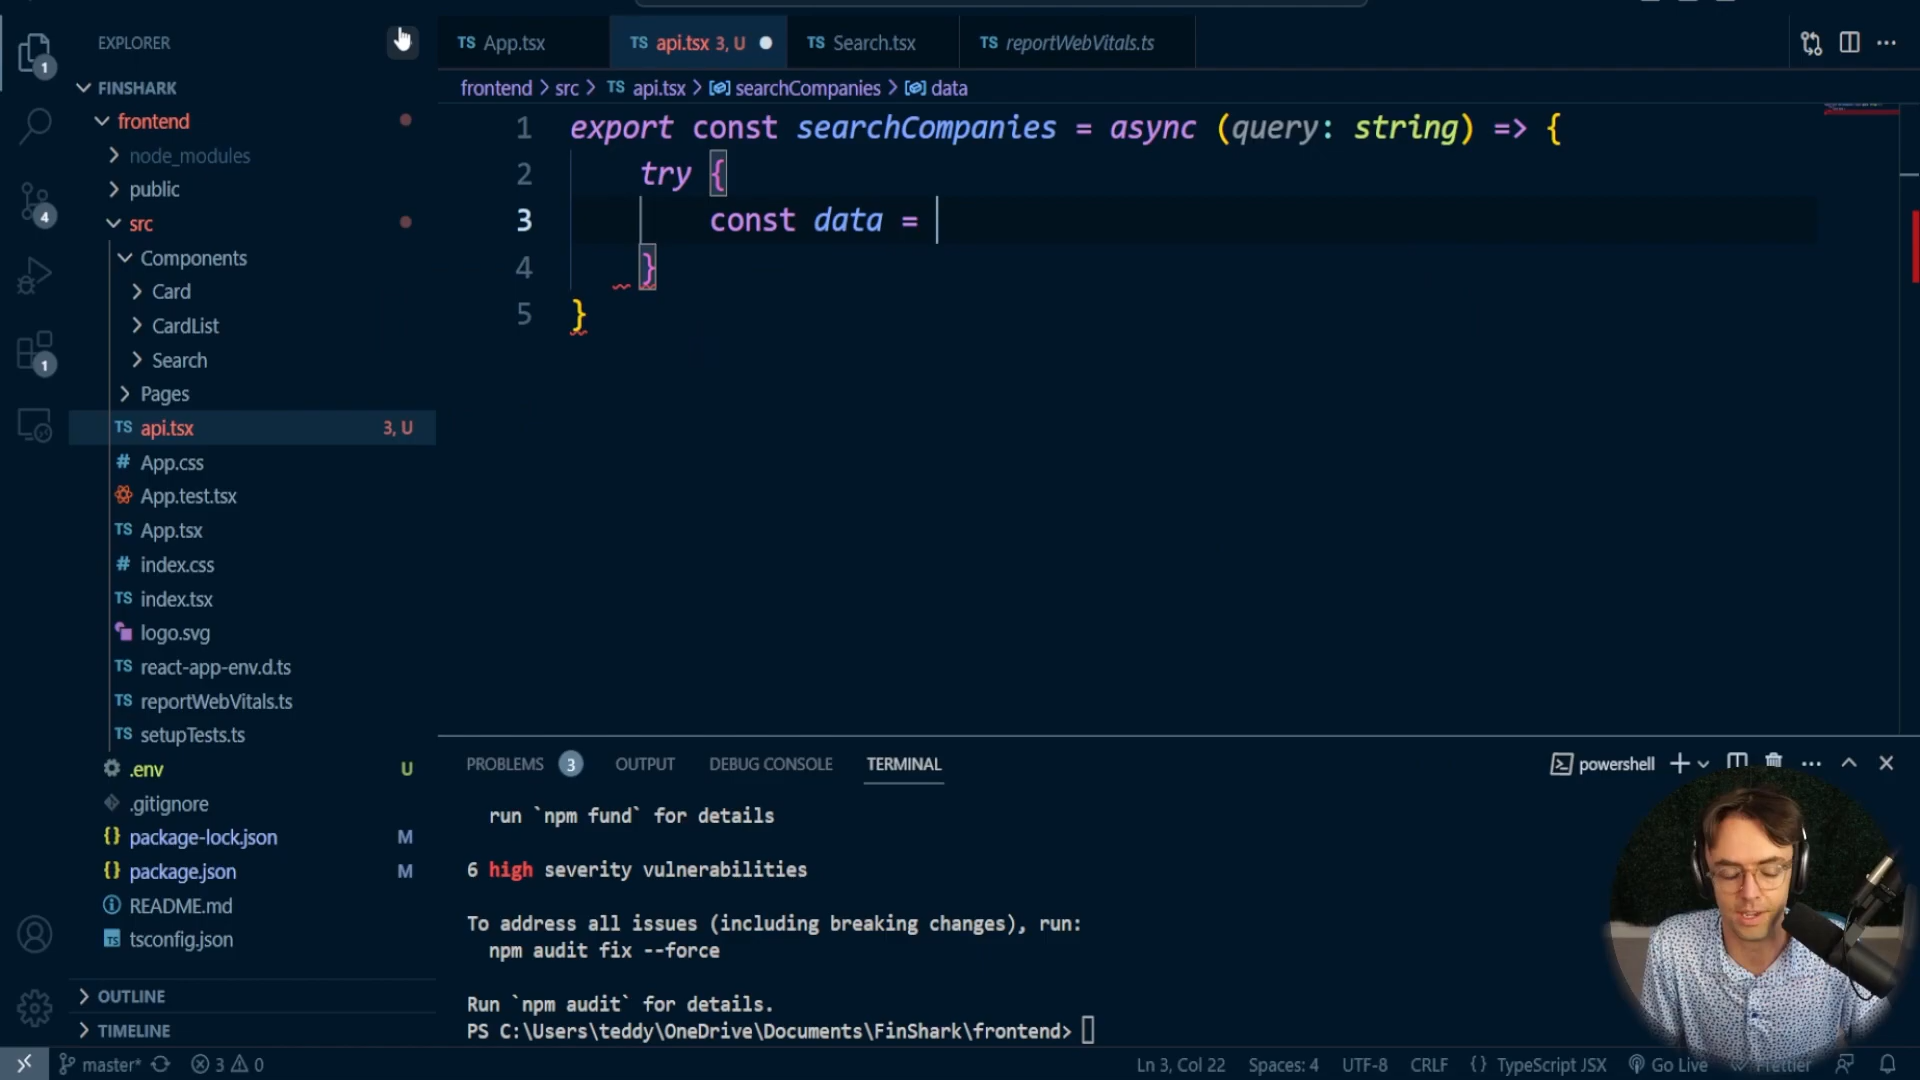 EXPLORER
FINSHARK
frontend
node_modules
public
src
Components
Card
CardList
Search
Pages
TS api.tsx 3, U
# App.css
App.test.tsx
TS App.tsx
# index.css
TS index.tsx
logo.svg
TS react-app-env.d.ts
TS reportWebVitals.ts
TS setupTests.ts
.env U
.gitignore
{} package-lock.json M
{} package.json M
README.md
TS tsconfig.json
OUTLINE
TIMELINE
1
4
1
TS App.tsx
TS api.tsx 3, U
TS Search.tsx
TS reportWebVitals.ts
frontend > src > TS api.tsx > searchCompanies > data
1 export const searchCompanies = async (query: string) => {
2 try {
3 const data =
4 }
5 }
PROBLEMS 3 OUTPUT DEBUG CONSOLE TERMINAL
powershell
run `npm fund` for details
6 high severity vulnerabilities
To address all issues (including breaking changes), run:
npm audit fix --force
Run `npm audit` for details.
PS C:\Users\teddy\OneDrive\Documents\FinShark\frontend>
master* 3 0
Ln 3, Col 22 Spaces: 4 UTF-8 CRLF {} TypeScript JSX Go Live Prettier